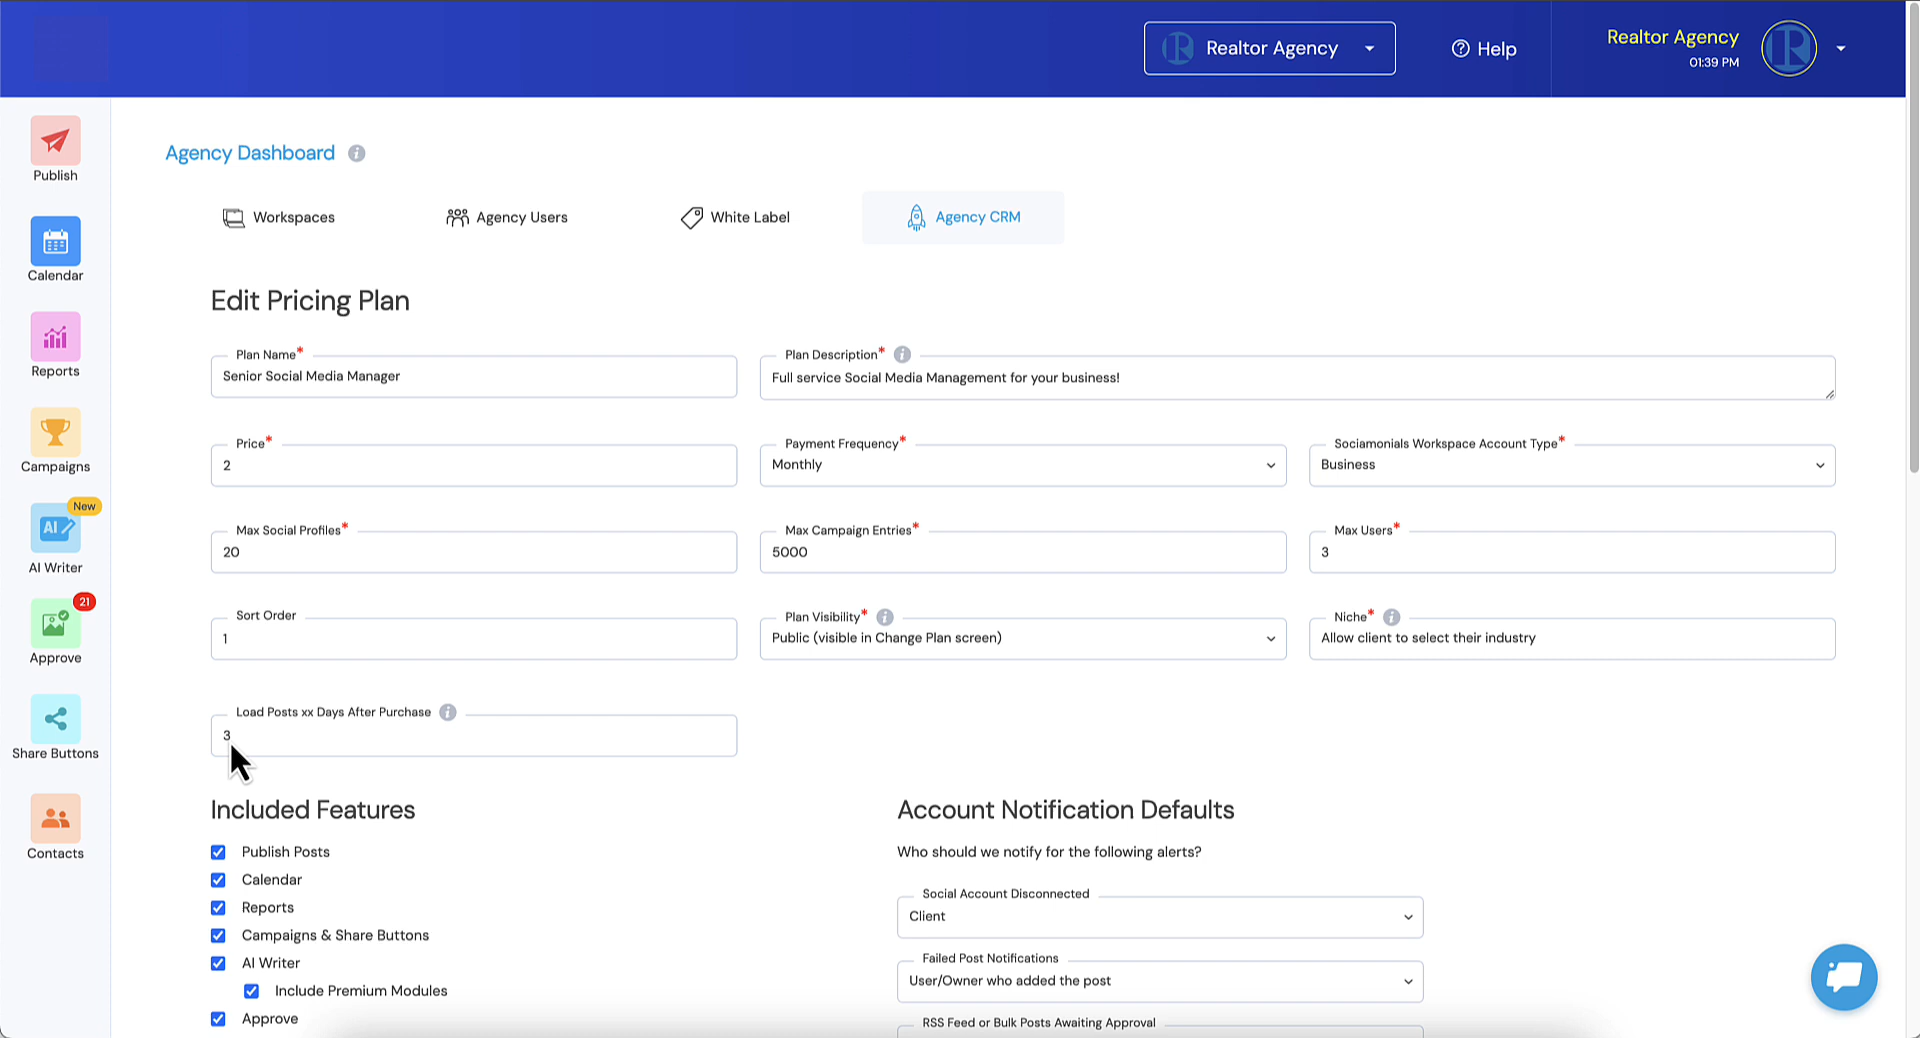 Realtor Agency
Help
Realtor Agency
01:39 PM
Publish
Calendar
Reports
Campaigns
New
AI
AI Writer
21
Approve
Share Buttons
Contacts
Agency Dashboard
Workspaces
Agency Users
White Label
Agency CRM
Edit Pricing Plan
Plan Name*
Senior Social Media Manager
Plan Description*
Full service Social Media Management for your business!
Price*
2
Payment Frequency*
Monthly
Sociamonials Workspace Account Type*
Business
Max Social Profiles*
20
Max Campaign Entries*
5000
Max Users*
3
Sort Order
1
Plan Visibility*
Public (visible in Change Plan screen)
Niche*
Allow client to select their industry
Load Posts xx Days After Purchase
3
Included Features
Publish Posts
Calendar
Reports
Campaigns & Share Buttons
AI Writer
Include Premium Modules
Approve
Account Notification Defaults
Who should we notify for the following alerts?
Social Account Disconnected
Client
Failed Post Notifications
User/Owner who added the post
RSS Feed or Bulk Posts Awaiting Approval